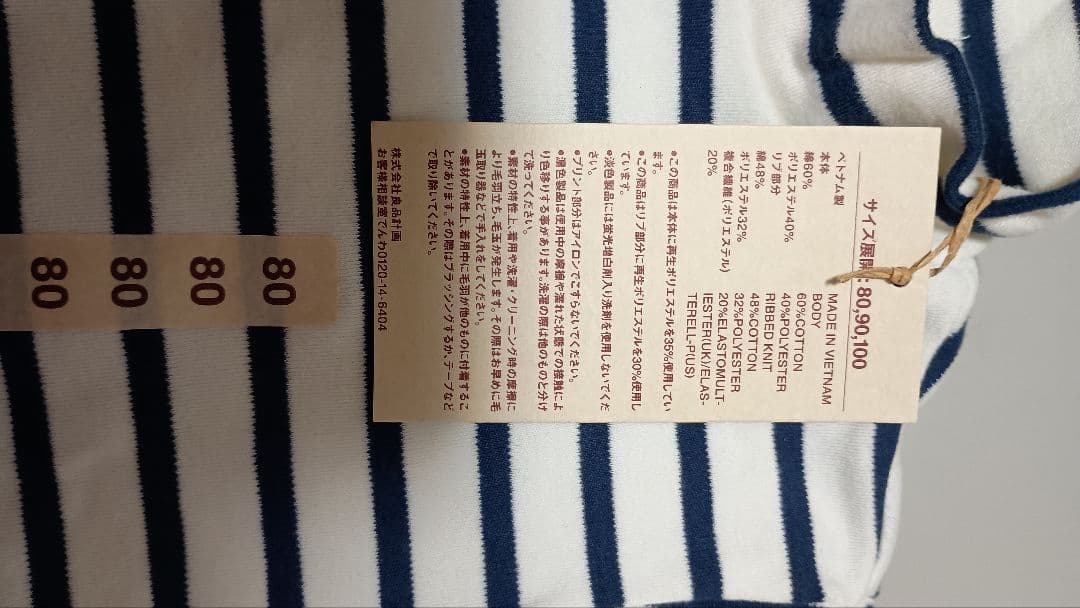 サイズ展開：80,90,100
ベトナム製
本体
綿60%
ポリエステル40%
リブ部分
綿48%
ポリエステル32%
複合繊維(ポリエステル)
20%
MADE IN VIETNAM
BODY
60%COTTON
40%POLYESTER
RIBBED KNIT
48%COTTON
32%POLYESTER
20%ELASTOMULT-
IESTER(UK)/ELAS-
TERELL-P(US)
●この商品は本体に再生ポリエステルを35%使用してい
ます。
●この商品はリブ部分に再生ポリエステルを30%使用し
ています。
●淡色製品には蛍光増白剤入り洗剤を使用しないでくだ
さい。
●プリント部分はアイロンでこすらないでください。
●濃色製品は使用中の摩擦や濡れた状態での接触によ
り色移りする事があります。洗濯の際は他のものと分け
て洗ってください。
●素材の特性上、着用や洗濯・クリーニング時の摩擦に
より毛羽立ち、毛玉が発生します。その際はお早めに毛
玉取り器などで手入れをしてください。
●素材の特性上、着用中に毛羽が他のものに付着するこ
とがあります。その際はブラッシングするか、テープなど
で取り除いてください。
株式会社良品計画
お客様相談室でんわ0120-14-6404
80
80
80
80